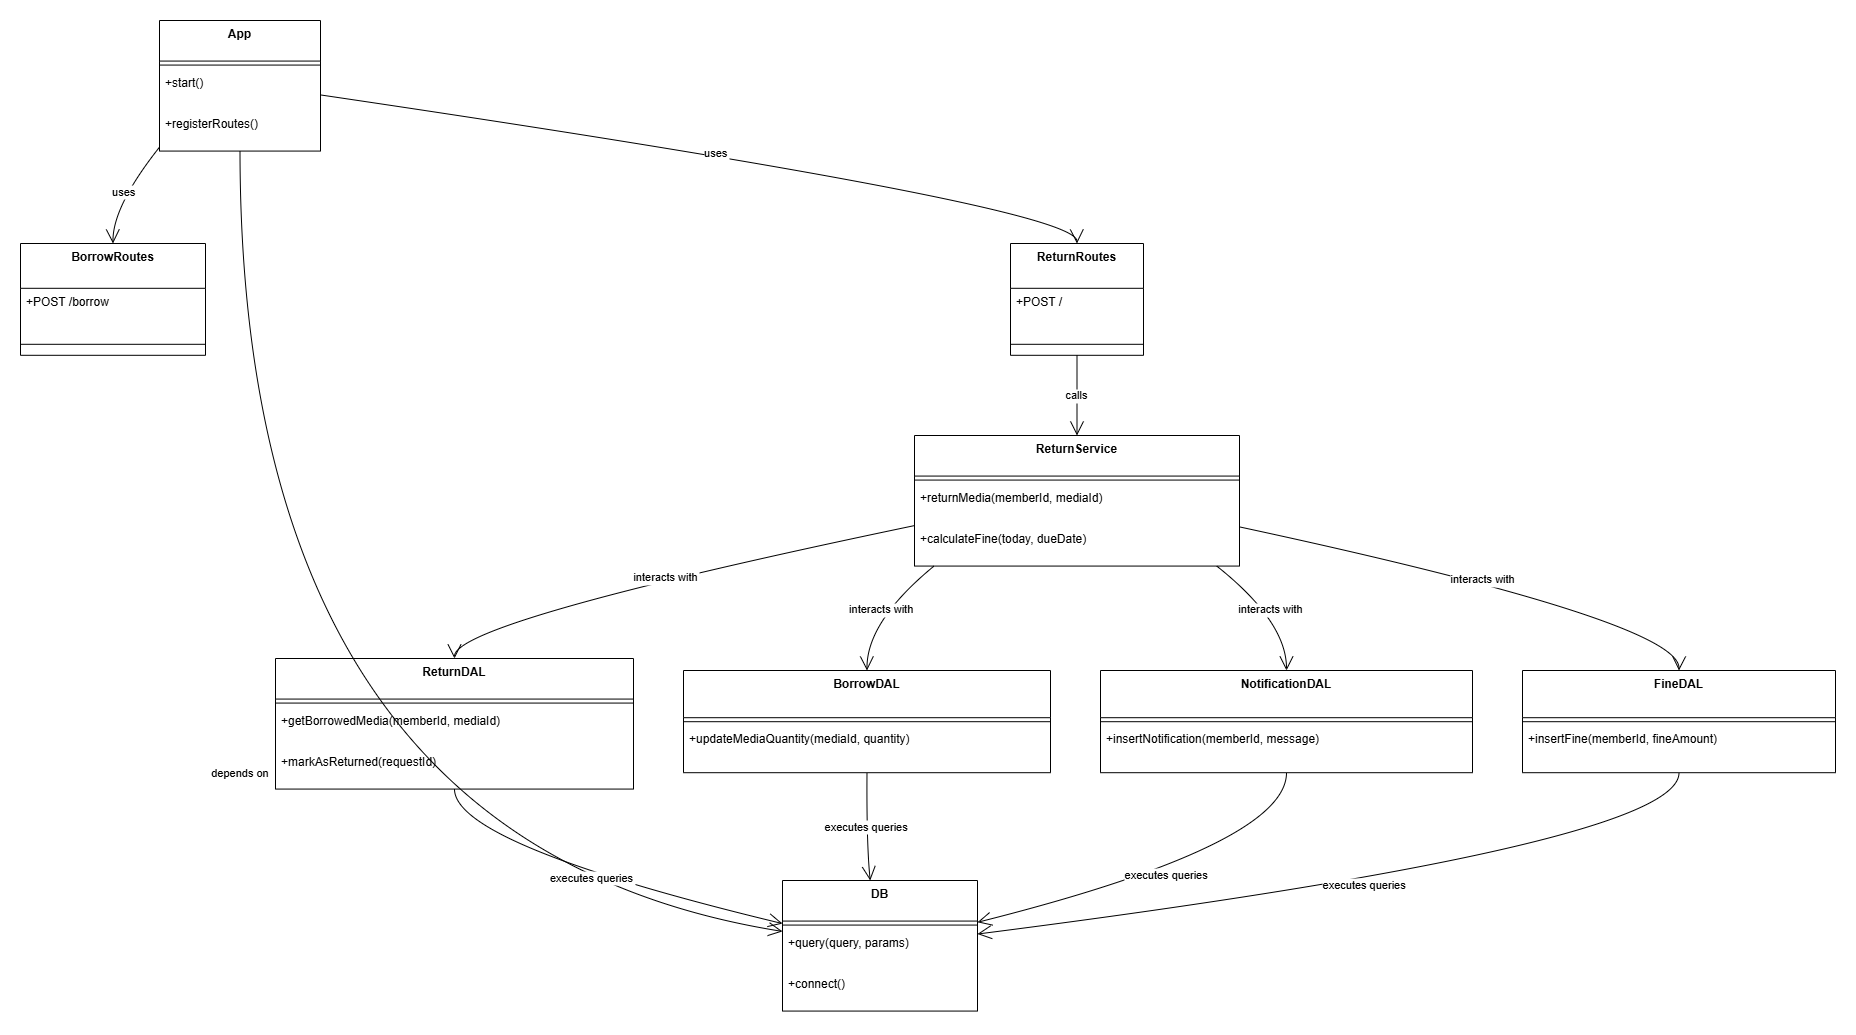 App
+start()
+registerRoutes()
uses
uses
BorrowRoutes
+POST /borrow
ReturnRoutes
+POST /
calls
ReturnService
+returnMedia(memberId, mediaId)
+calculateFine(today, dueDate)
interacts with
interacts with
interacts with
interacts with
ReturnDAL
+getBorrowedMedia(memberId, mediaId)
+markAsReturned(requestId)
BorrowDAL
+updateMediaQuantity(mediaId, quantity)
NotificationDAL
+insertNotification(memberId, message)
FineDAL
+insertFine(memberId, fineAmount)
depends on
executes queries
executes queries
executes queries
executes queries
DB
+query(query, params)
+connect()